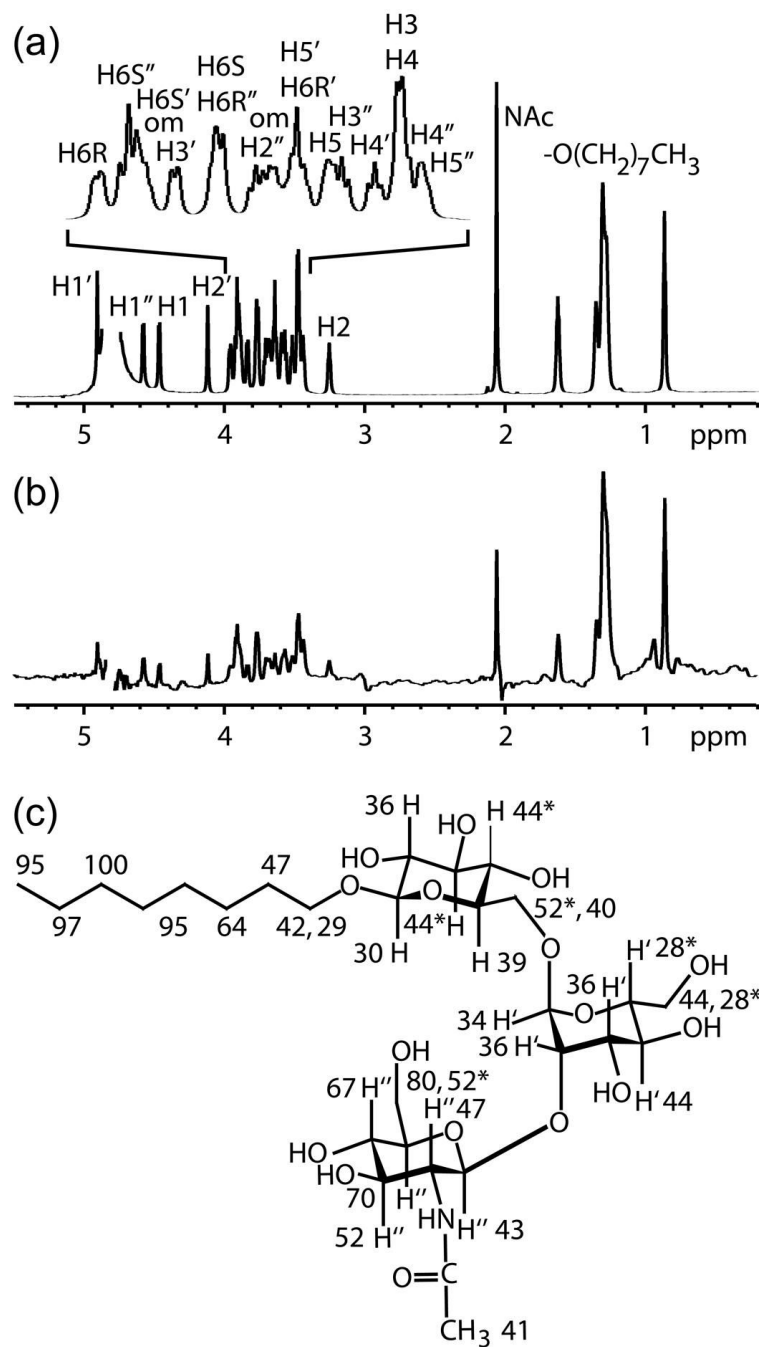 (a)
H3
H6S″ H6S H5′ H4
H6S′ H6R″ H6R′
om om H3″ NAc
H6R H3′ H2″ H5 H4′ H4″ -O(CH2)7CH3
H5″
H1′ H1″ H1 H2′ H2
5 4 3 2 1 ppm
(b)
5 4 3 2 1 ppm
(c)
36 H HO H 44*
95 100 47 HO
O O OH
97 95 64 42, 29 44* H 52*, 40
30 H H 39 O H′ 28* OH
36 H′
34 H′ O 44, 28*
OH 36 H′ OH
67 H″ 80, 52* HO H′ 44
H″ 47
HO O O
HO
70 H″
52 H″ HN H″ 43
O C
CH3 41